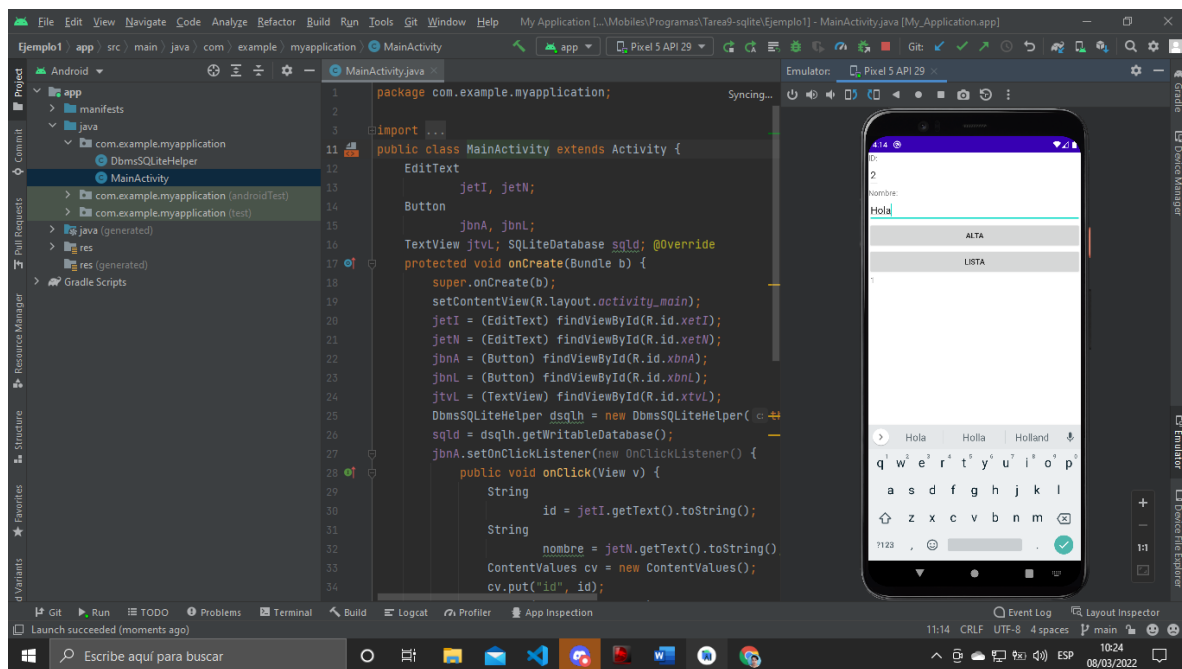 File Edit View Navigate Code Analyze Refactor Build Run Tools Git Window Help My Application [...\Mobiles\Programas\Tarea9-sqlite\Ejemplo1] - MainActivity.java [My_Application.app]
Ejemplo1 app src main java com example myapplication MainActivity app Pixel 5 API 29 Git:
Android MainActivity.java Emulator: Pixel 5 API 29
Project
Commit
Pull Requests
Resource Manager
Structure
Favorites
d Variants
app
manifests
java
com.example.myapplication
DbmsSQLiteHelper
MainActivity
com.example.myapplication (androidTest)
com.example.myapplication (test)
java (generated)
res
res (generated)
Gradle Scripts
Syncing...
1 package com.example.myapplication;
2
3 import ...
11 public class MainActivity extends Activity {
12 EditText
13 jetI, jetN;
14 Button
15 jbnA, jbnL;
16 TextView jtvL; SQLiteDatabase sqld; @Override
17 protected void onCreate(Bundle b) {
18 super.onCreate(b);
19 setContentView(R.layout.activity_main);
20 jetI = (EditText) findViewById(R.id.xetI);
21 jetN = (EditText) findViewById(R.id.xetN);
22 jbnA = (Button) findViewById(R.id.xbnA);
23 jbnL = (Button) findViewById(R.id.xbnL);
24 jtvL = (TextView) findViewById(R.id.xtvL);
25 DbmsSQLiteHelper dsqlh = new DbmsSQLiteHelper(
26 sqld = dsqlh.getWritableDatabase();
27 jbnA.setOnClickListener(new OnClickListener() {
28 public void onClick(View v) {
29 String
30 id = jetI.getText().toString();
31 String
32 nombre = jetN.getText().toString()
33 ContentValues cv = new ContentValues();
34 cv.put("id", id);
4:14
ID:
2
Nombre:
Hola
ALTA
LISTA
Hola Holla Holland
q w e3 r4 t5 y6 u7 i8 o9 p0
a s d f g h j k l
z x c v b n m
?123 , .
1:1
Gradle
Device Manager
Emulator
Device File Explorer
Git Run TODO Problems Terminal Build Logcat Profiler App Inspection Event Log Layout Inspector
Launch succeeded (moments ago) 11:14 CRLF UTF-8 4 spaces main
Escribe aquí para buscar ESP 10:24
08/03/2022